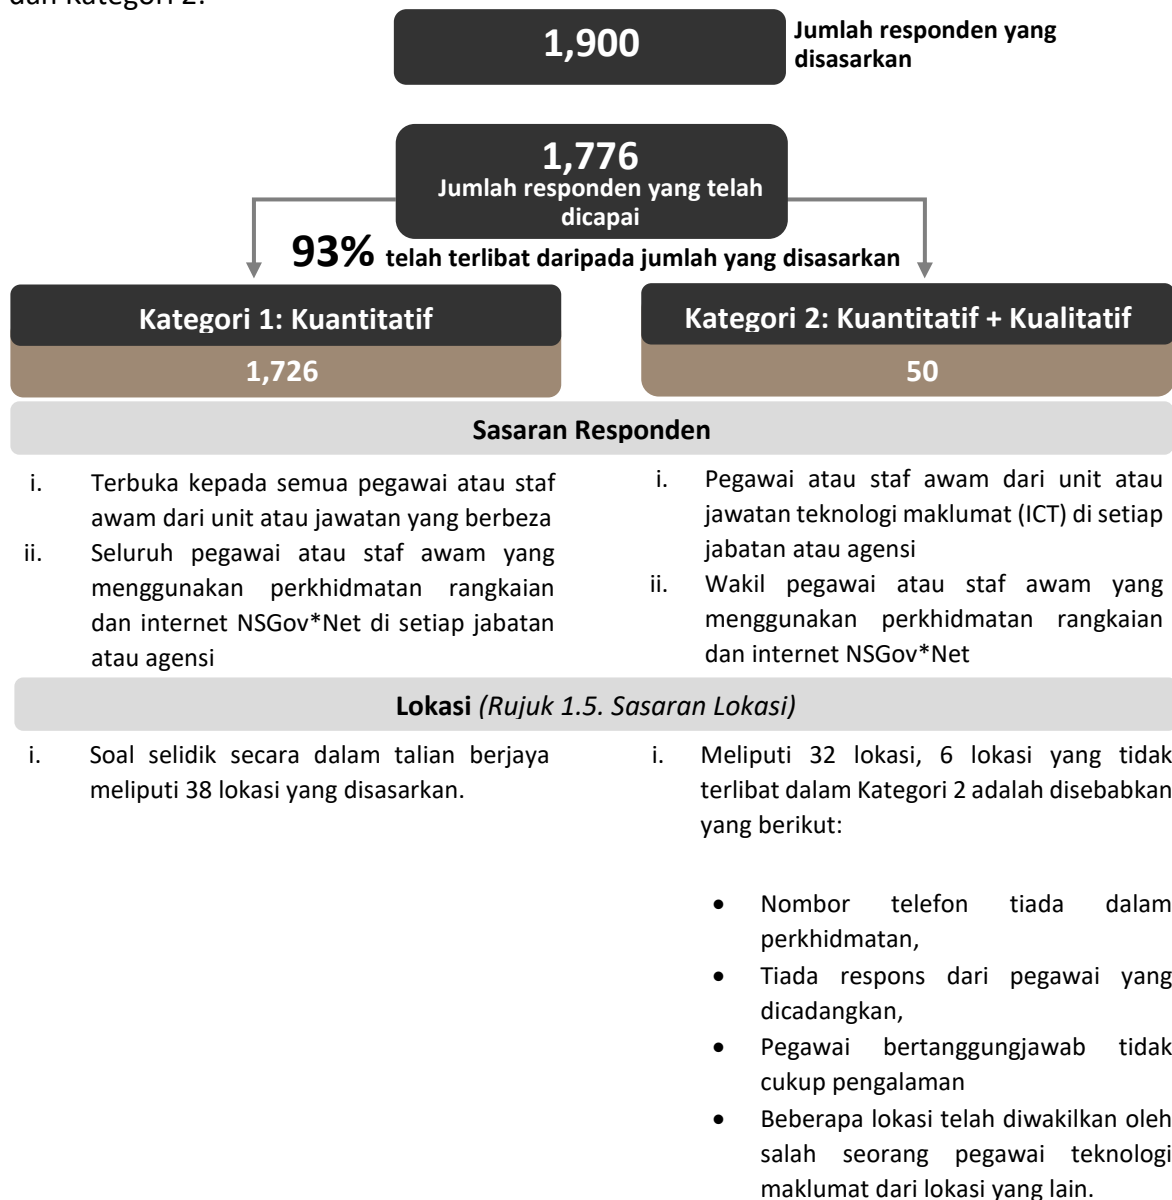 dan Kategori 2.
1,900
Jumlah responden yang
disasarkan
1,776
Jumlah responden yang telah
dicapai
93% telah terlibat daripada jumlah yang disasarkan
Kategori 1: Kuantitatif
1,726
Kategori 2: Kuantitatif + Kualitatif
50
Sasaran Responden
i. Terbuka kepada semua pegawai atau staf
awam dari unit atau jawatan yang berbeza
ii. Seluruh pegawai atau staf awam yang
menggunakan perkhidmatan rangkaian
dan internet NSGov*Net di setiap jabatan
atau agensi
i. Pegawai atau staf awam dari unit atau
jawatan teknologi maklumat (ICT) di setiap
jabatan atau agensi
ii. Wakil pegawai atau staf awam yang
menggunakan perkhidmatan rangkaian
dan internet NSGov*Net
Lokasi (Rujuk 1.5. Sasaran Lokasi)
i. Soal selidik secara dalam talian berjaya
meliputi 38 lokasi yang disasarkan.
i. Meliputi 32 lokasi, 6 lokasi yang tidak
terlibat dalam Kategori 2 adalah disebabkan
yang berikut:
• Nombor telefon tiada dalam
perkhidmatan,
• Tiada respons dari pegawai yang
dicadangkan,
• Pegawai bertanggungjawab tidak
cukup pengalaman
• Beberapa lokasi telah diwakilkan oleh
salah seorang pegawai teknologi
maklumat dari lokasi yang lain.